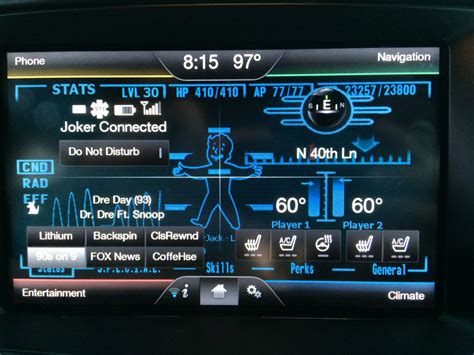 Phone
8:15 97°
Navigation
STATS LVL 30 HP 410/410 AP 77/77 23257/23800
S E N
Joker Connected
Do Not Disturb
N 40th Ln
CND
RAD
EFF
Dre Day (93)
Dr. Dre Ft. Snoop
60° 60°
Player 1 Player 2
Lithium Backspin ClsRewnd
90s on 9 FOX News CoffeHse
Jack - L
A/C A/C
Status S.P.E.C.I.A.L. Skills Perks General
Entertainment
i
Climate